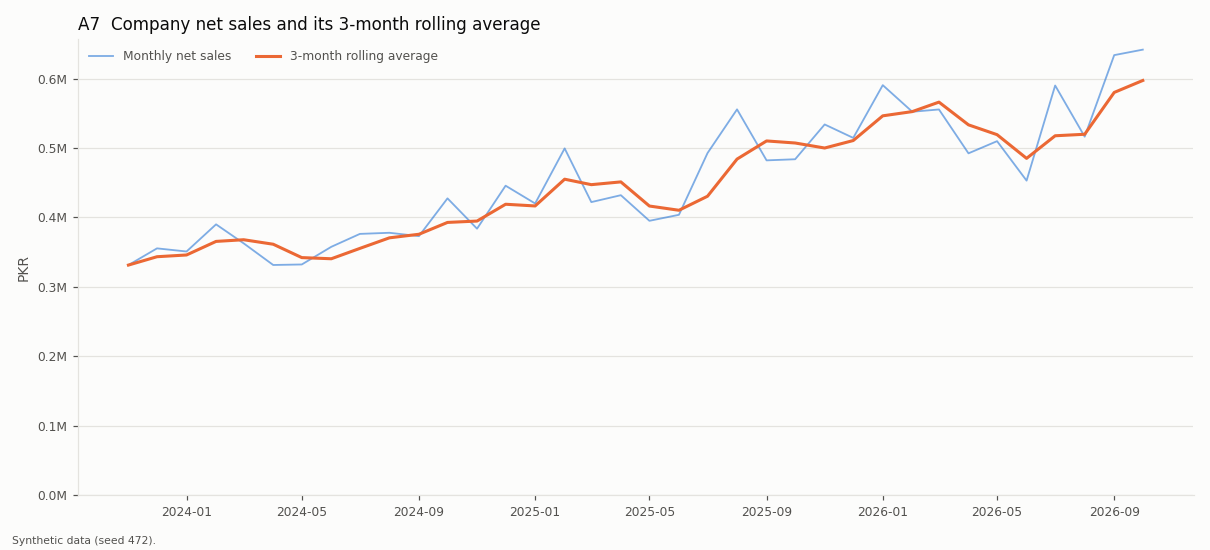 A7  Company net sales and its 3-month rolling average
Monthly net sales
3-month rolling average
PKR
0.6M
0.5M
0.4M
0.3M
0.2M
0.1M
0.0M
2024-01
2024-05
2024-09
2025-01
2025-05
2025-09
2026-01
2026-05
2026-09
Synthetic data (seed 472).